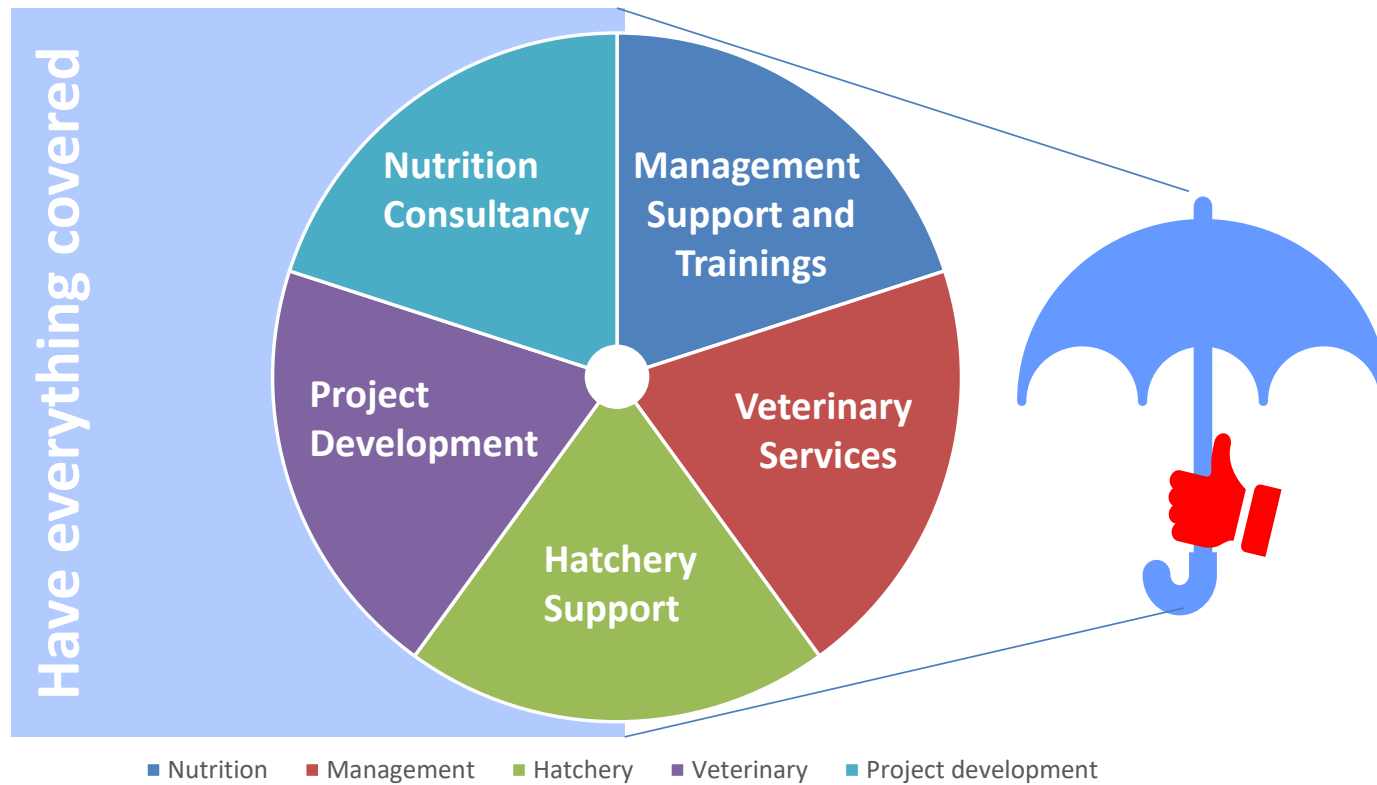 Have everything covered
Nutrition
Consultancy
Management
Support and
Trainings
Project
Development
Veterinary
Services
Hatchery
Support
Nutrition
Management
Hatchery
Veterinary
Project development